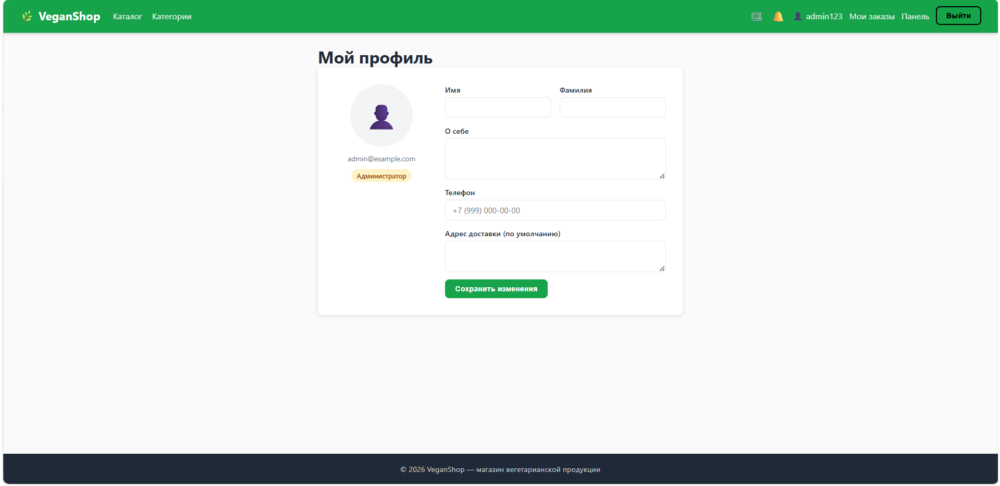 VeganShop Каталог Категории admin123 Мои заказы Панель Выйти
Мой профиль
admin@example.com
Администратор
Имя Фамилия
О себе
Телефон
+7 (999) 000-00-00
Адрес доставки (по умолчанию)
Сохранить изменения
© 2026 VeganShop — магазин вегетарианской продукции